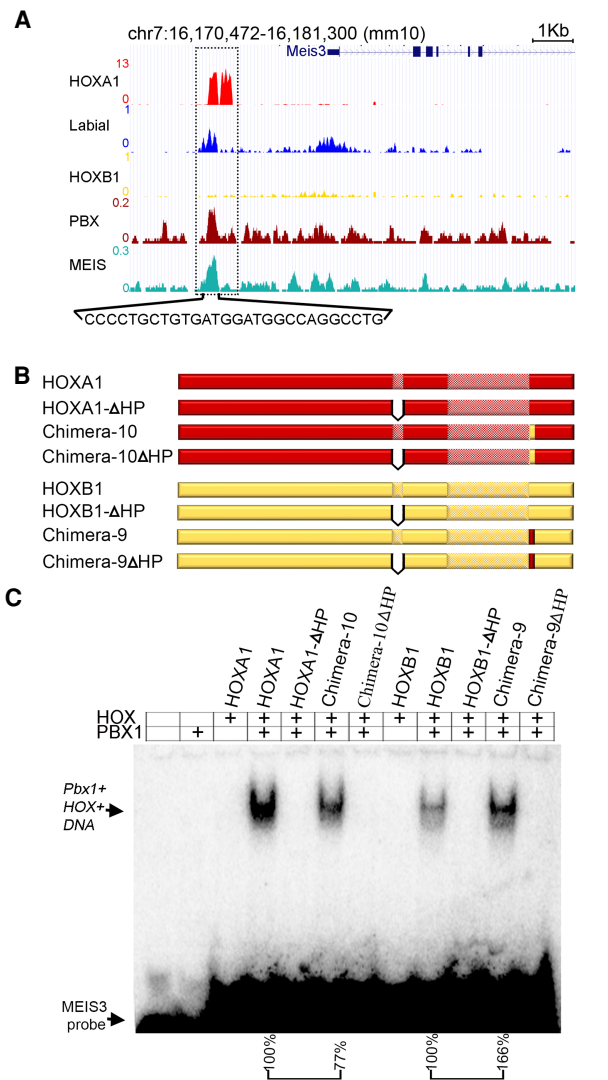 A
chr7:16,170,472-16,181,300 (mm10)
1Kb
Meis3
13
HOXA1
0
1
Labial
0
1
HOXB1
0
0.2
PBX
0
0.3
MEIS
0
CCCCTGCTGTGATGGATGGCCAGGCCTG
B
HOXA1
HOXA1-ΔHP
Chimera-10
Chimera-10ΔHP
HOXB1
HOXB1-ΔHP
Chimera-9
Chimera-9ΔHP
C
HOXA1
HOXA1
HOXA1-ΔHP
Chimera-10
Chimera-10ΔHP
HOXB1
HOXB1
HOXB1-ΔHP
Chimera-9
Chimera-9ΔHP
HOX + + + + + + + + + +
PBX1 + + + + + + + + +
Pbx1+
HOX+
DNA
MEIS3
probe
100%
77%
100%
166%